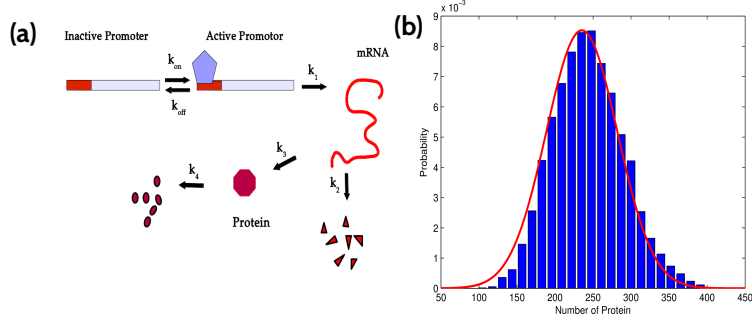 (a)
Inactive Promoter
Active Promotor
mRNA
k_on
k_off
k_1
k_3
k_2
k_4
Protein
(b)
9 ×10⁻³
8
7
6
5
4
3
2
1
0
Probability
50 100 150 200 250 300 350 400 450
Number of Protein